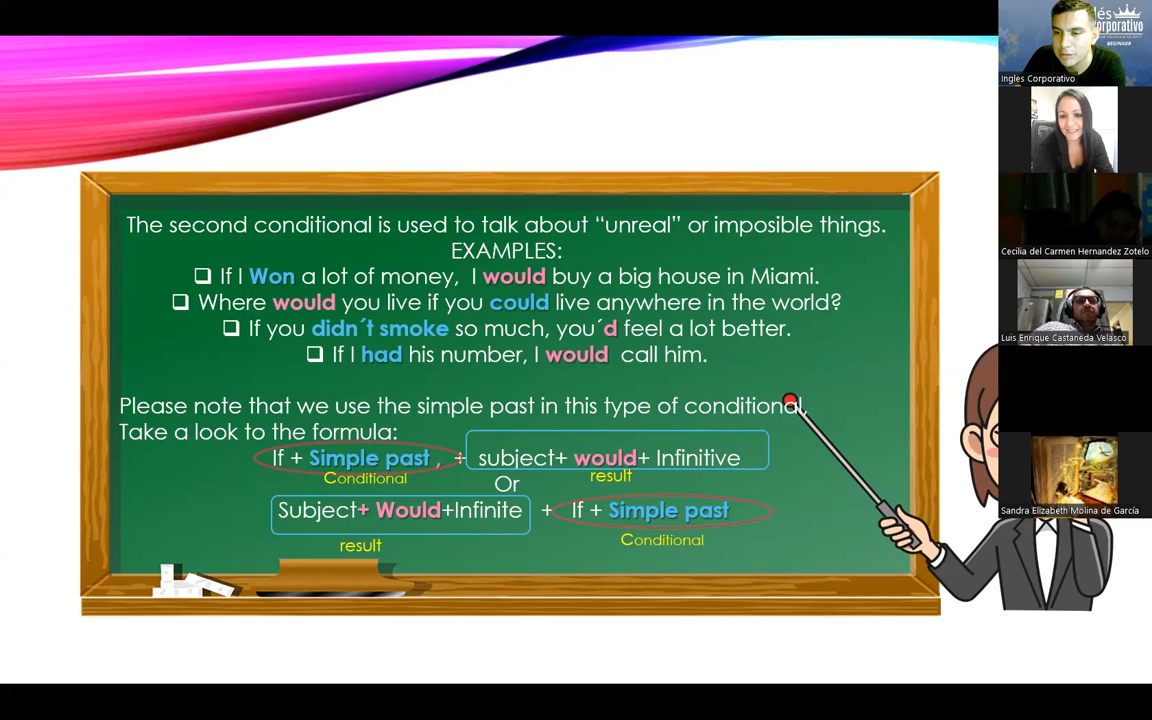 The second conditional is used to talk about “unreal” or imposible things.
EXAMPLES:
If I Won a lot of money, I would buy a big house in Miami.
Where would you live if you could live anywhere in the world?
If you didn´t smoke so much, you´d feel a lot better.
If I had his number, I would call him.
Please note that we use the simple past in this type of conditional,
Take a look to the formula:
If + Simple past , + subject+ would+ Infinitive
Conditional result
Or
Subject+ Would+Infinite + If + Simple past
result Conditional
lés
corporativo
BEGINNER
Ingles Corporativo
Cecilia del Carmen Hernandez Zotelo
Luis Enrique Castaneda Velasco
Sandra Elizabeth Molina de García